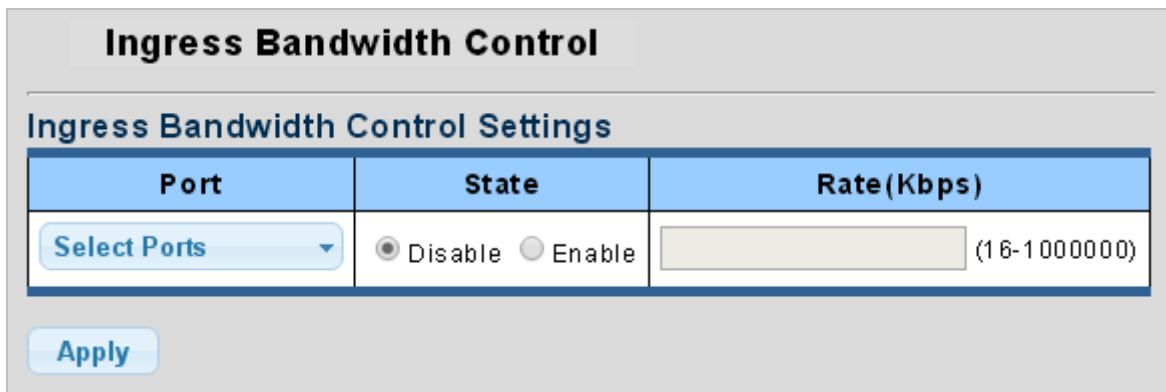 Ingress Bandwidth Control
Ingress Bandwidth Control Settings
Port State Rate(Kbps)
Select Ports Disable Enable (16-1000000)
Apply